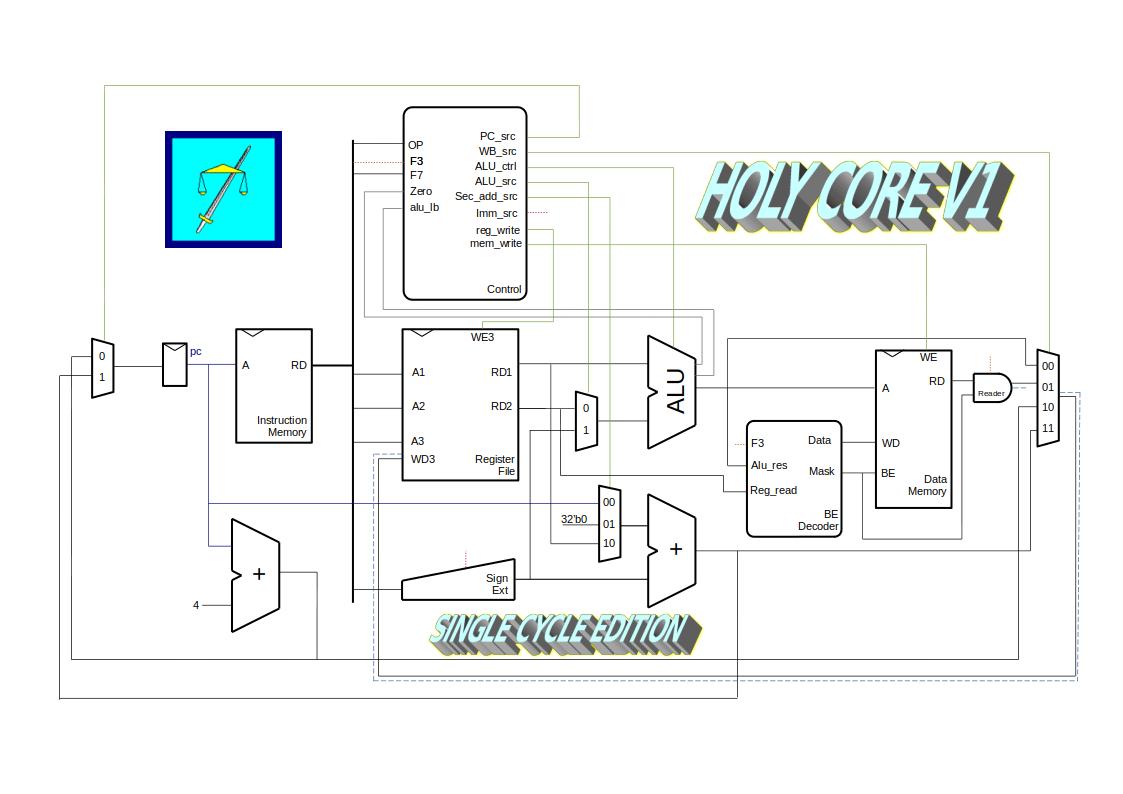 HOLY CORE V1
OP
F3
F7
Zero
alu_lb
PC_src
WB_src
ALU_ctrl
ALU_src
Sec_add_src
Imm_src
reg_write
mem_write
Control
0
1
pc
A
RD
Instruction
Memory
WE3
A1
A2
A3
WD3
RD1
RD2
Register
File
0
1
ALU
F3
Alu_res
Reg_read
Data
Mask
BE
Decoder
WE
A
WD
BE
RD
Data
Memory
Reader
00
01
10
11
00
01
10
32'b0
+
4
+
Sign
Ext
SINGLE CYCLE EDITION